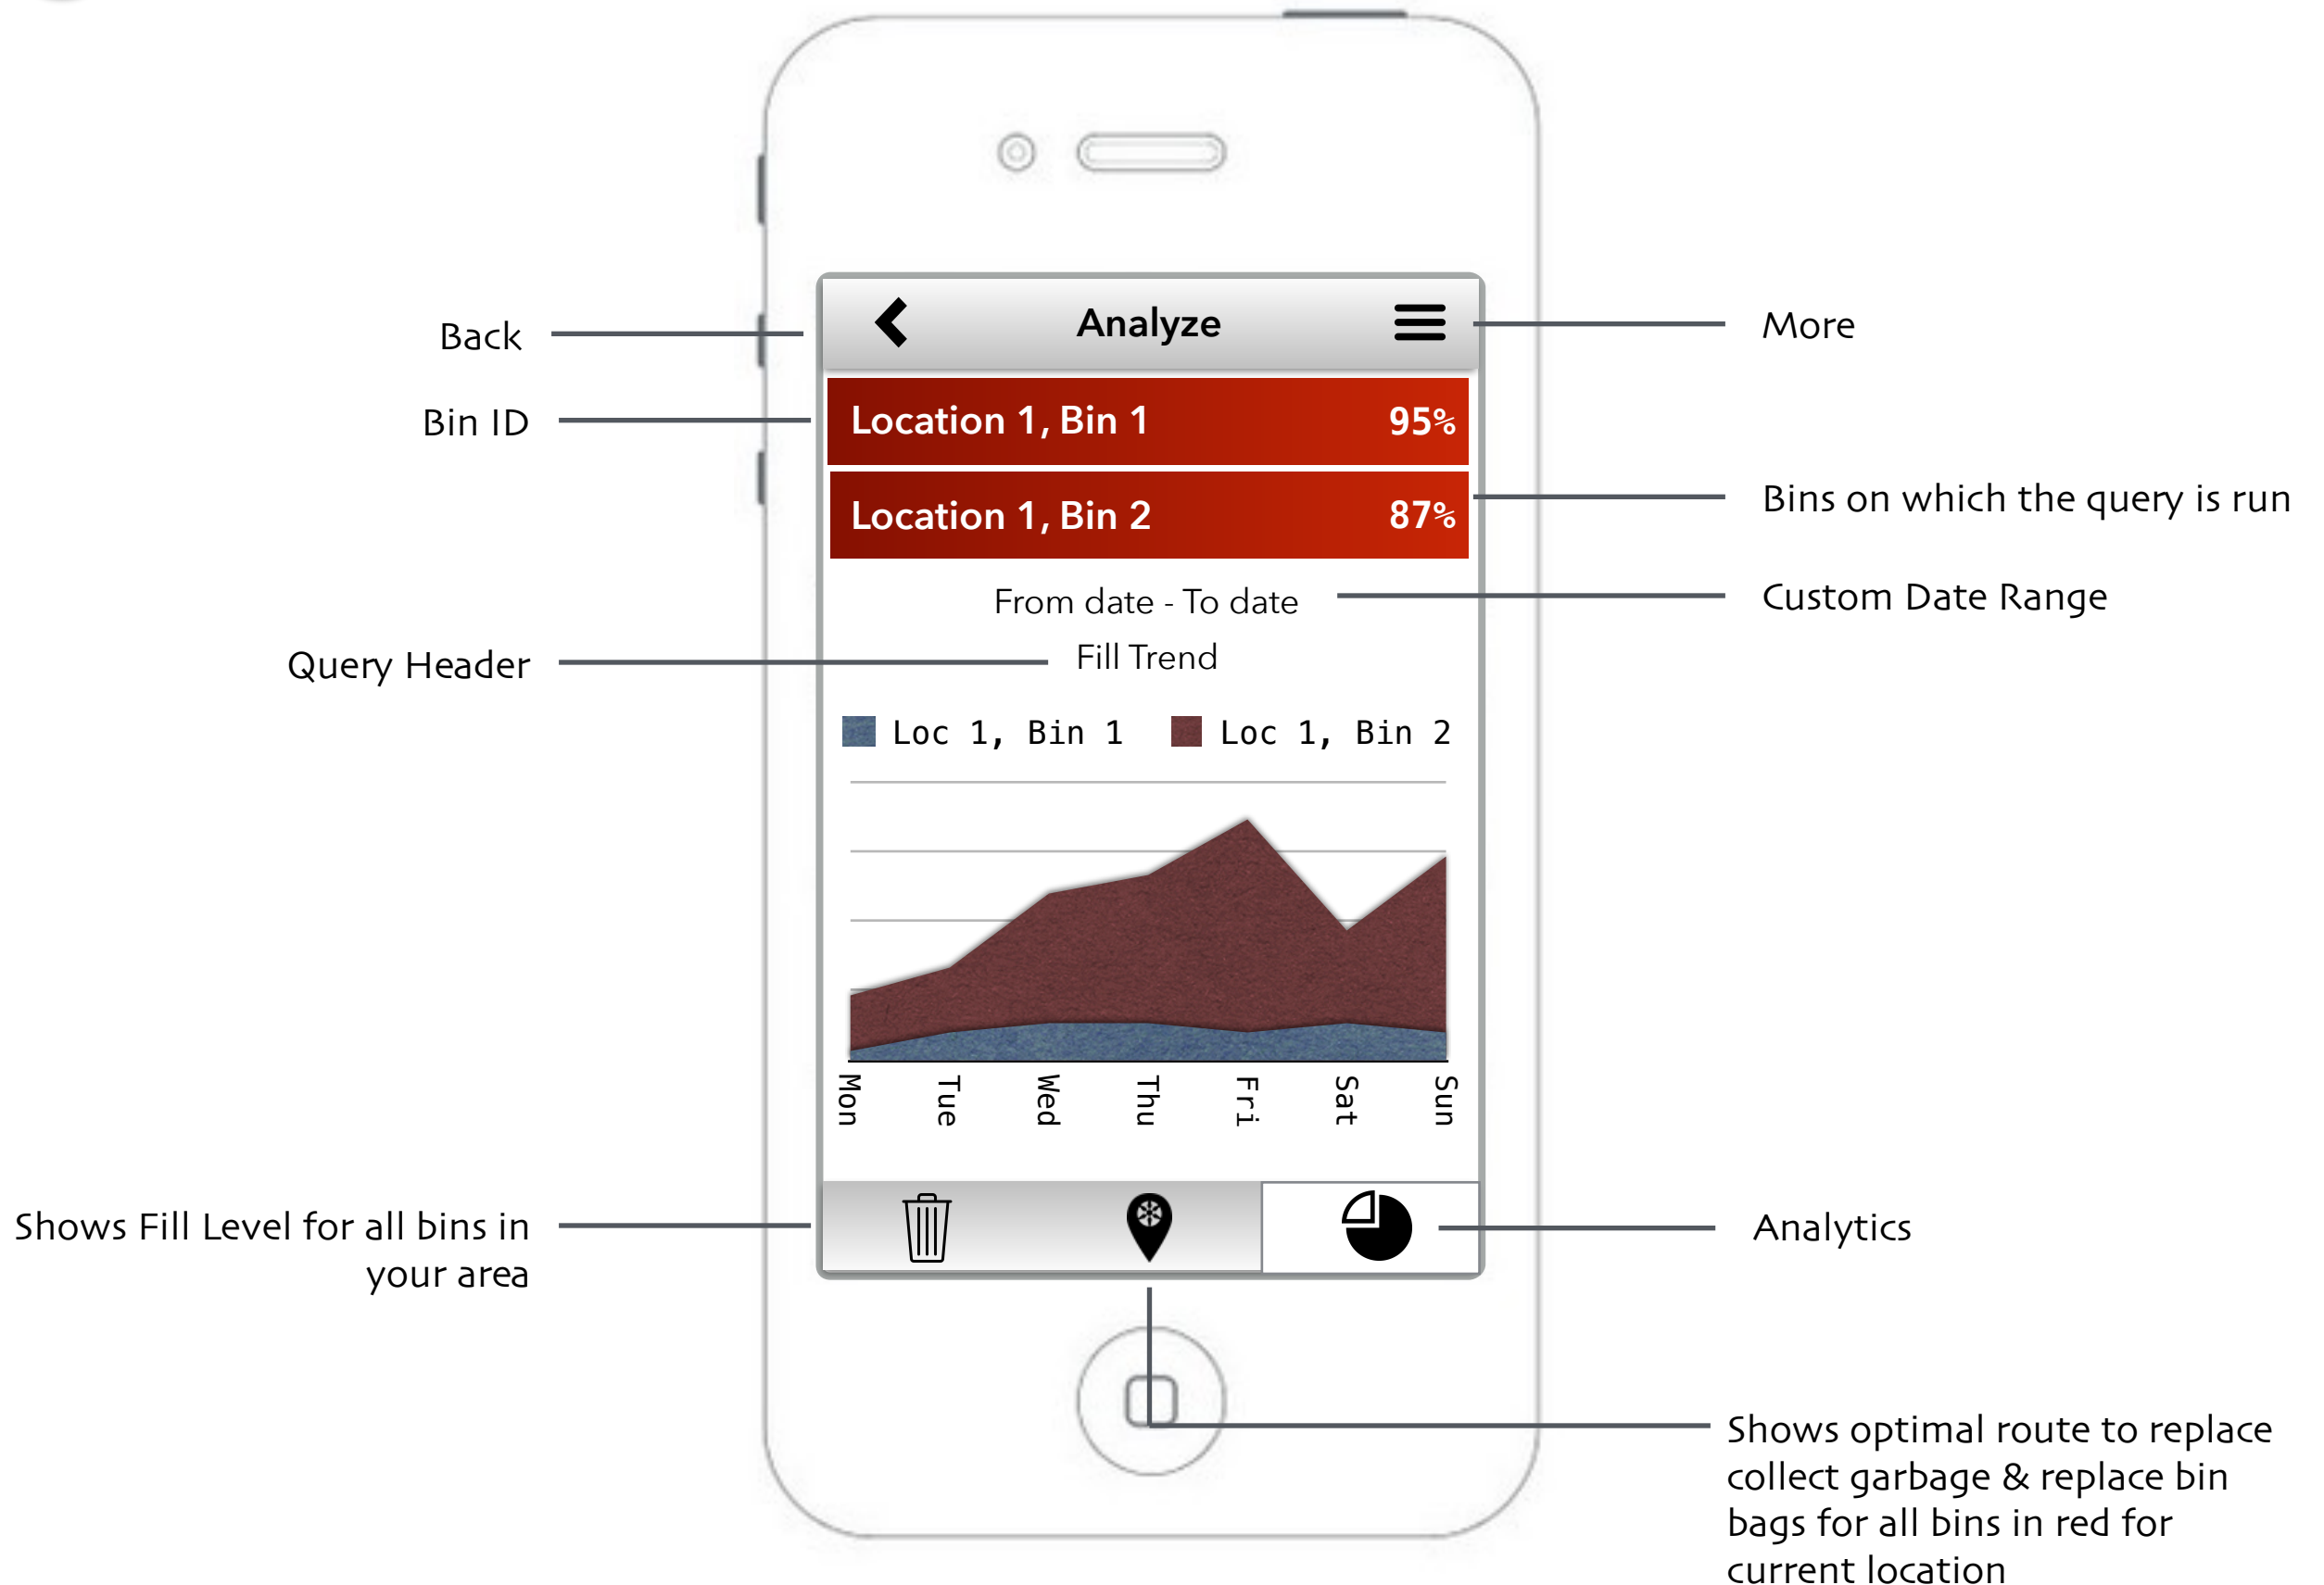 Analyze
Back
More
Bin ID
Location 1, Bin 1 95%
Location 1, Bin 2 87%
Bins on which the query is run
From date - To date
Custom Date Range
Query Header
Fill Trend
Loc 1, Bin 1 Loc 1, Bin 2
Mon Tue Wed Thu Fri Sat Sun
Shows Fill Level for all bins in
your area
Analytics
Shows optimal route to replace
collect garbage & replace bin
bags for all bins in red for
current location